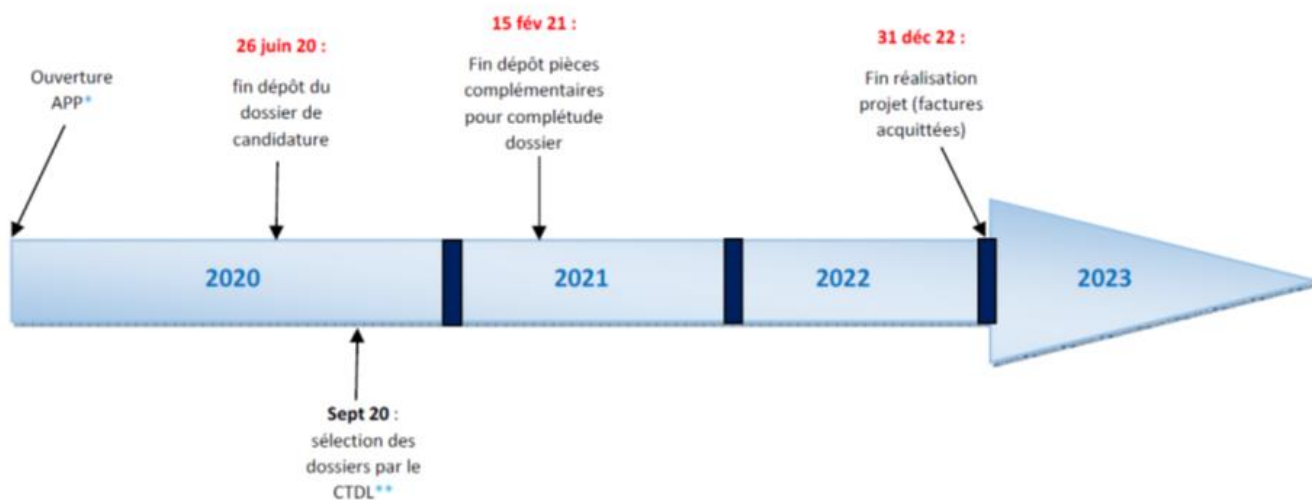 Ouverture
APP*
26 juin 20 :
fin dépôt du
dossier de
candidature
15 fév 21 :
Fin dépôt pièces
complémentaires
pour complétude
dossier
31 déc 22 :
Fin réalisation
projet (factures
acquittées)
2020
2021
2022
2023
Sept 20 :
sélection des
dossiers par le
CTDL**